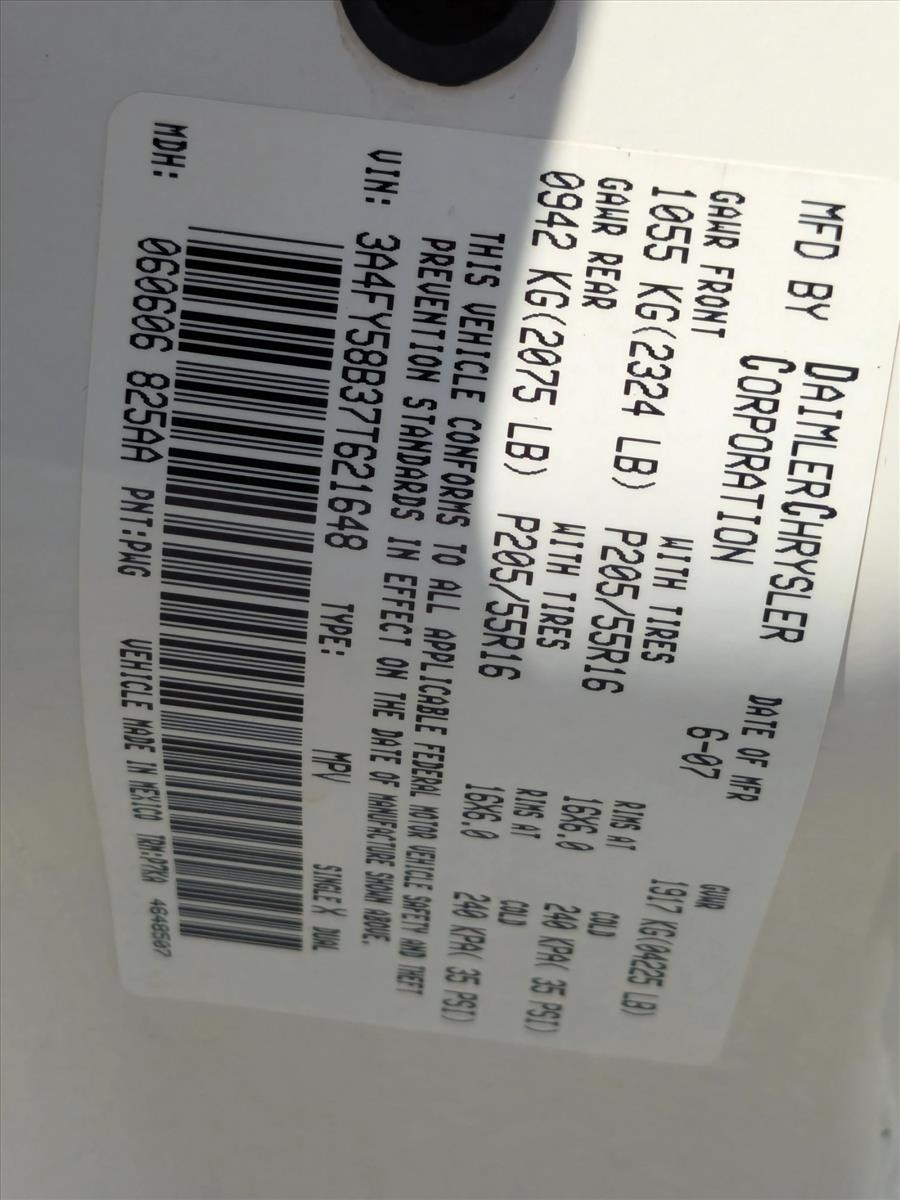 MFD BY DAIMLERCHRYSLER CORPORATION
DATE OF MFR 6-07
GVWR 1917 KG(04225 LB)
GAWR FRONT WITH TIRES RIMS AT COLD
1055 KG(2324 LB) P205/55R16 16X6.0 240 KPA( 35 PSI)
GAWR REAR WITH TIRES RIMS AT COLD
0942 KG(2075 LB) P205/55R16 16X6.0 240 KPA( 35 PSI)
THIS VEHICLE CONFORMS TO ALL APPLICABLE FEDERAL MOTOR VEHICLE SAFETY AND THEFT
PREVENTION STANDARDS IN EFFECT ON THE DATE OF MANUFACTURE SHOWN ABOVE.
VIN: 3A4FY58B37T621648 TYPE: MPV SINGLE X DUAL
MDH: 060606 825AA PNT:PWG VEHICLE MADE IN MEXICO 4648507